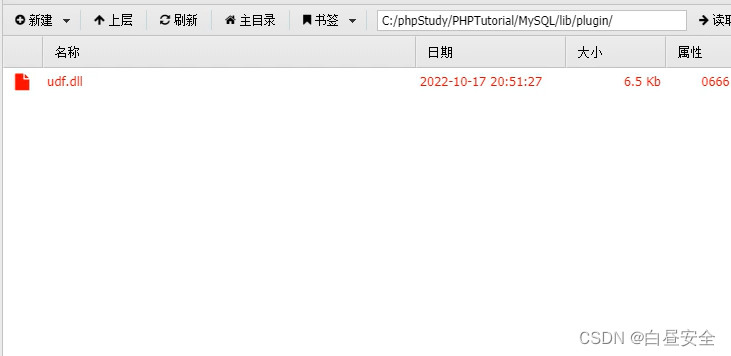 新建 上层 刷新 主目录 书签 C:/phpStudy/PHPTutorial/MySQL/lib/plugin/ 读取
名称 日期 大小 属性
udf.dll 2022-10-17 20:51:27 6.5 Kb 0666
CSDN @白昼安全